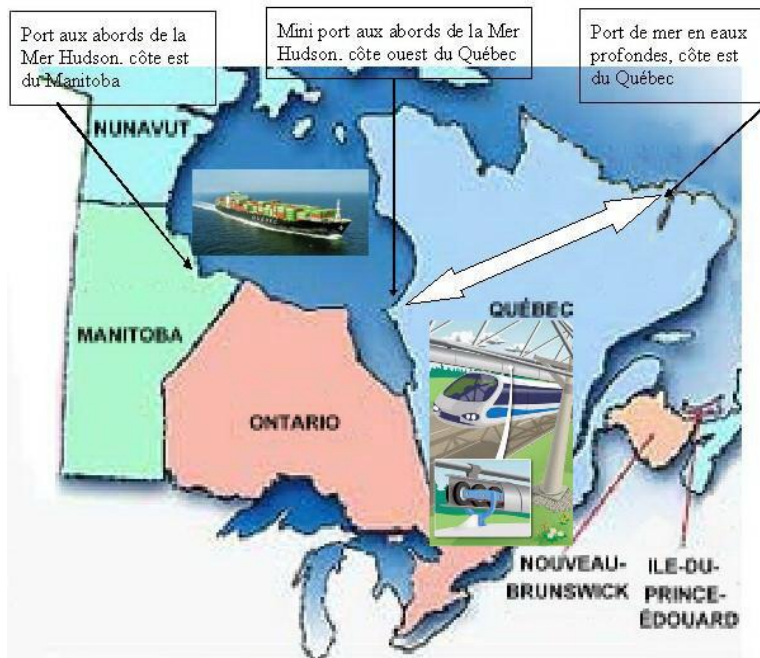 Port aux abords de la
Mer Hudson. côte est
du Manitoba
Mini port aux abords de la Mer
Hudson. côte ouest du Québec
Port de mer en eaux
profondes, côte est
du Québec
NUNAVUT
MANITOBA
ONTARIO
QUÉBEC
NOUVEAU-
BRUNSWICK
ILE-DU-
PRINCE-
ÉDOUARD